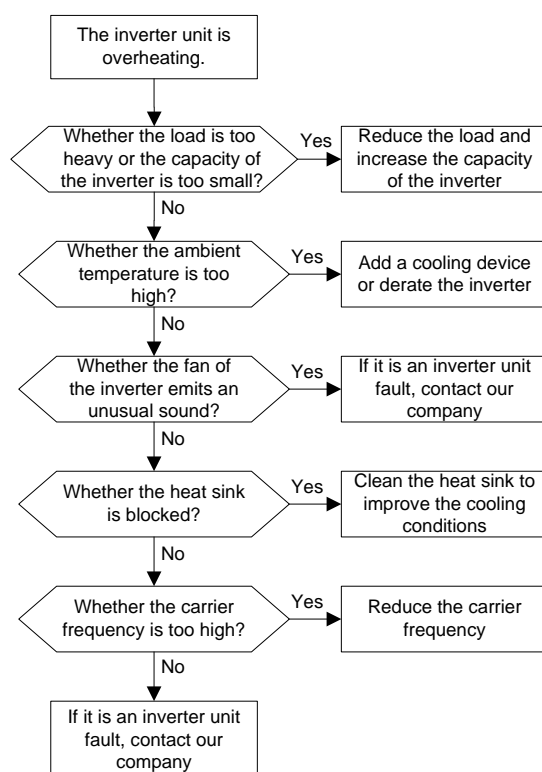 The inverter unit is
overheating.
Whether the load is too
heavy or the capacity of
the inverter is too small?
Yes
Reduce the load and
increase the capacity
of the inverter
No
Whether the ambient
temperature is too
high?
Yes
Add a cooling device
or derate the inverter
No
Whether the fan of
the inverter emits an
unusual sound?
Yes
If it is an inverter unit
fault, contact our
company
No
Whether the heat sink
is blocked?
Yes
Clean the heat sink to
improve the cooling
conditions
No
Whether the carrier
frequency is too high?
Yes
Reduce the carrier
frequency
No
If it is an inverter unit
fault, contact our
company